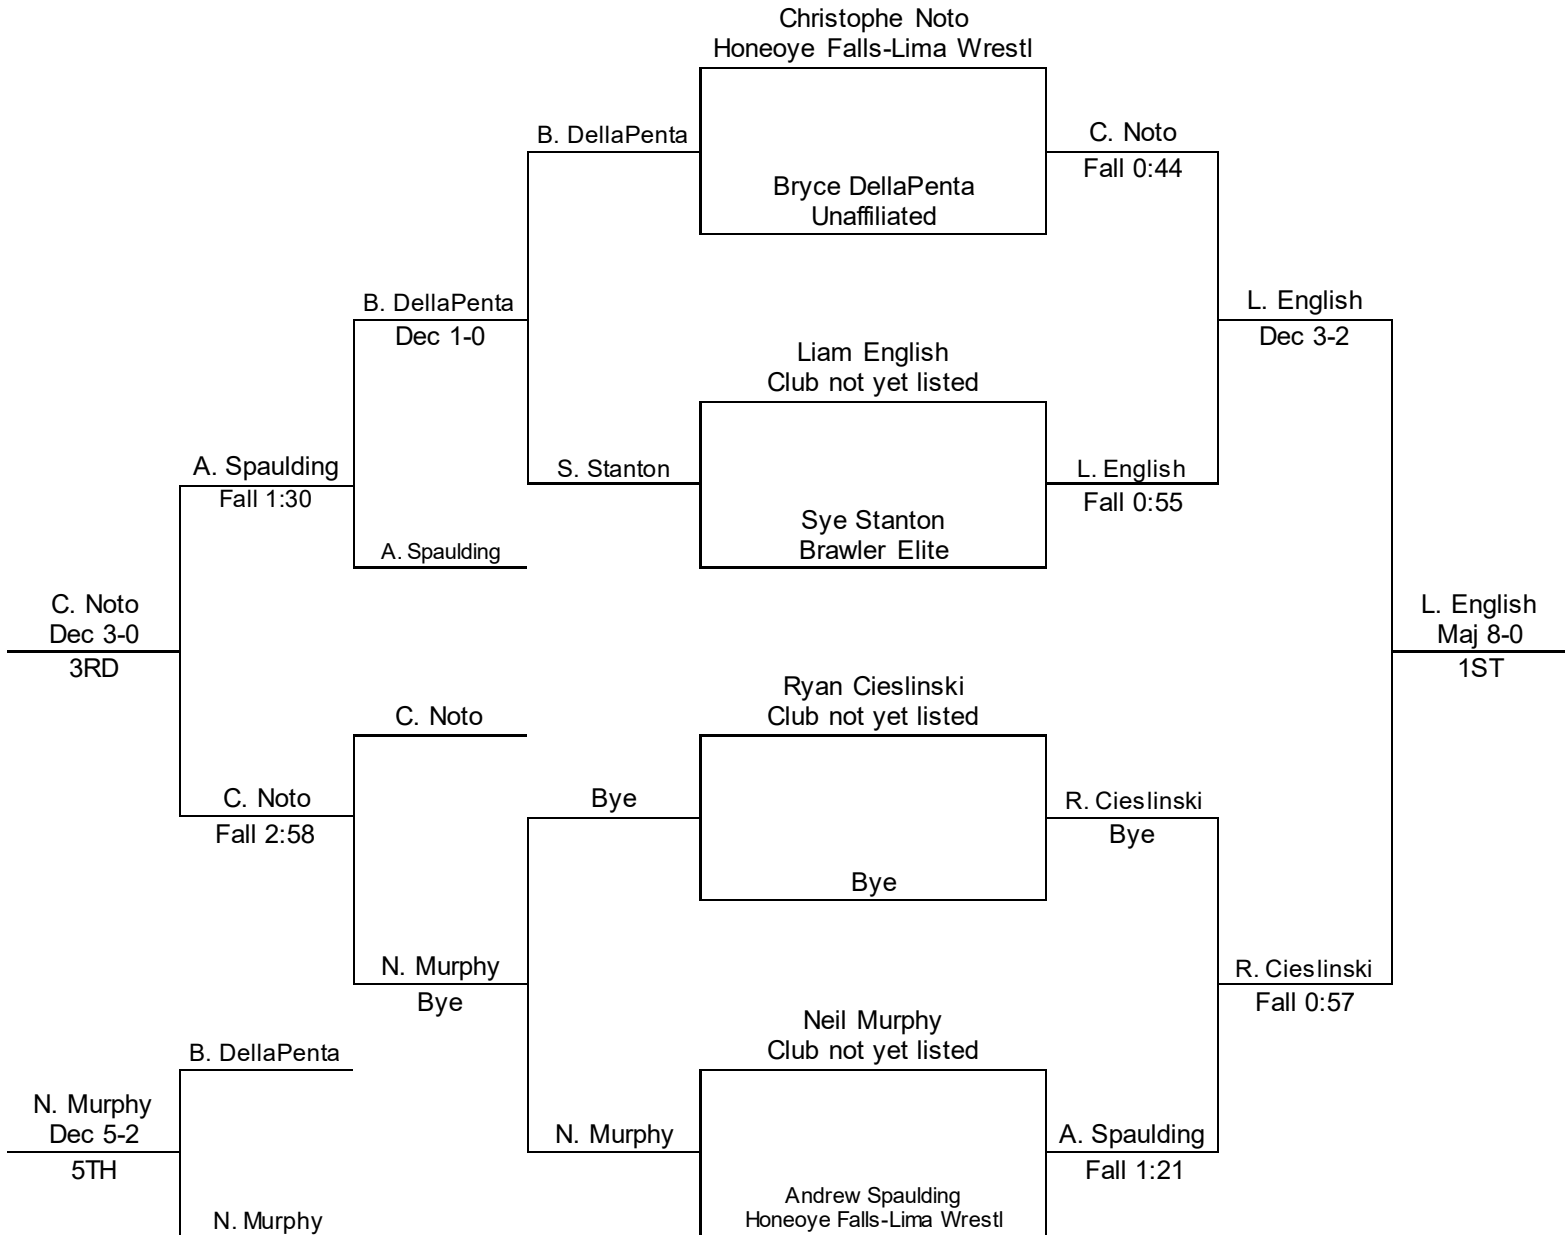 Christophe Noto
Honeoye Falls-Lima Wrestl
B. DellaPenta
C. Noto
Fall 0:44
Bryce DellaPenta
Unaffiliated
B. DellaPenta
Dec 1-0
L. English
Dec 3-2
Liam English
Club not yet listed
A. Spaulding
Fall 1:30
S. Stanton
L. English
Fall 0:55
Sye Stanton
Brawler Elite
A. Spaulding
C. Noto
Dec 3-0
3RD
L. English
Maj 8-0
1ST
Ryan Cieslinski
Club not yet listed
C. Noto
C. Noto
Fall 2:58
Bye
R. Cieslinski
Bye
Bye
N. Murphy
Bye
R. Cieslinski
Fall 0:57
Neil Murphy
Club not yet listed
B. DellaPenta
N. Murphy
Dec 5-2
5TH
N. Murphy
A. Spaulding
Fall 1:21
Andrew Spaulding
Honeoye Falls-Lima Wrestl
N. Murphy